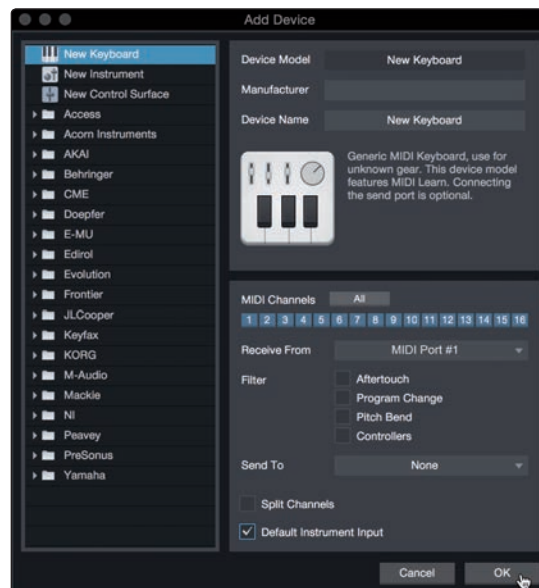 Add Device
New Keyboard
New Instrument
New Control Surface
Access
Acorn Instruments
AKAI
Behringer
CME
Doepfer
E-MU
Edirol
Evolution
Frontier
JLCooper
Keyfax
KORG
M-Audio
Mackie
NI
Peavey
PreSonus
Yamaha
Device Model New Keyboard
Manufacturer
Device Name New Keyboard
Generic MIDI Keyboard, use for
unknown gear. This device model
features MIDI Learn. Connecting
the send port is optional.
MIDI Channels All
1 2 3 4 5 6 7 8 9 10 11 12 13 14 15 16
Receive From MIDI Port #1
Filter Aftertouch
Program Change
Pitch Bend
Controllers
Send To None
Split Channels
Default Instrument Input
Cancel OK